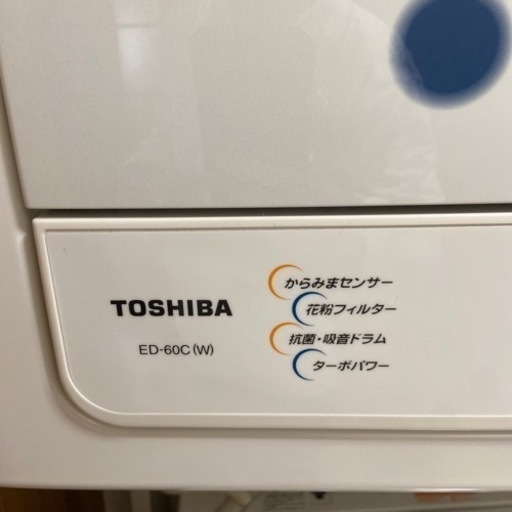 TOSHIBA
ED-60C(W)
からみまセンサー
花粉フィルター
抗菌・吸音ドラム
ターボパワー